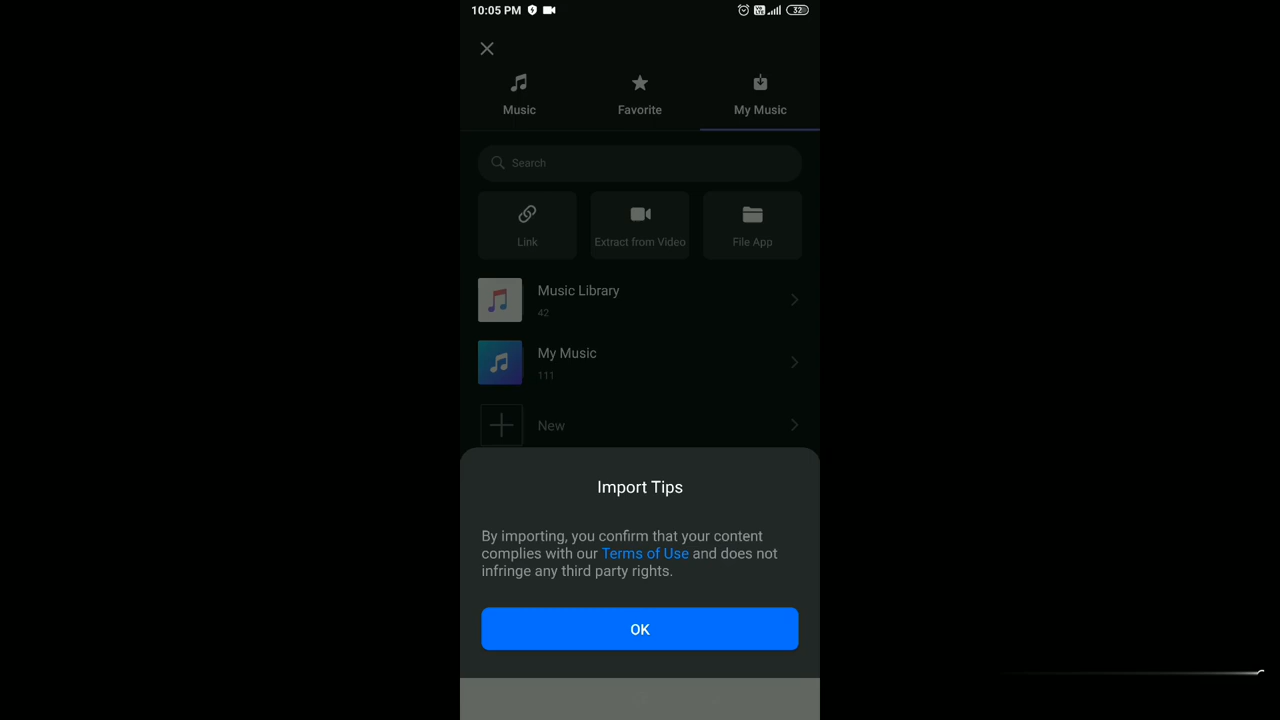 10:05 PM
32
Music
Favorite
My Music
Search
Link
Extract from Video
File App
Music Library
42
My Music
111
New
Import Tips
By importing, you confirm that your content
complies with our Terms of Use and does not
infringe any third party rights.
OK